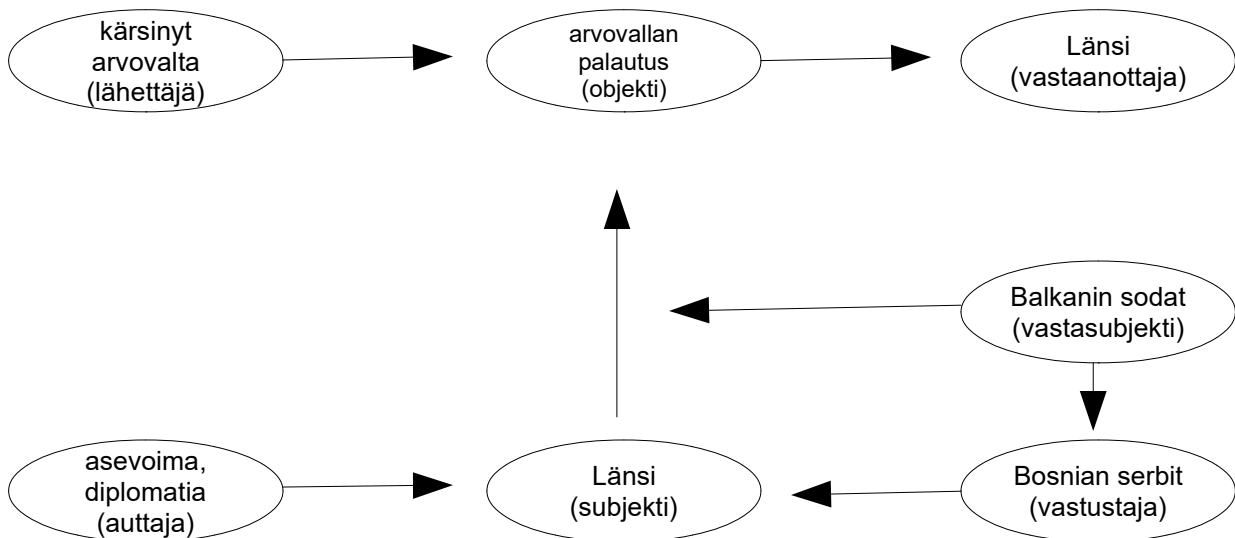 kärsinyt
arvovalta
(lähettäjä)
arvovallan
palautus
(objekti)
Länsi
(vastaanottaja)
Balkanin sodat
(vastasubjekti)
asevoima,
diplomatia
(auttaja)
Länsi
(subjekti)
Bosnian serbit
(vastustaja)